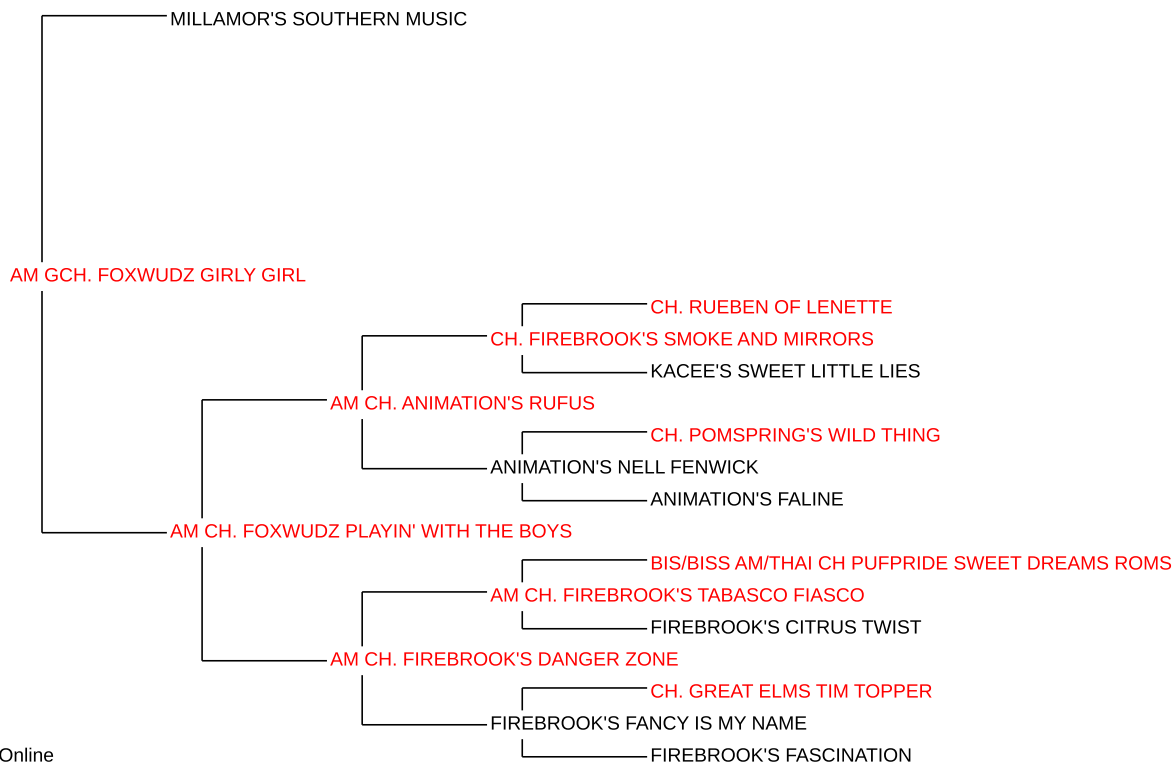 MILLAMOR'S SOUTHERN MUSIC
AM GCH. FOXWUDZ GIRLY GIRL
CH. RUEBEN OF LENETTE
CH. FIREBROOK'S SMOKE AND MIRRORS
KACEE'S SWEET LITTLE LIES
AM CH. ANIMATION'S RUFUS
CH. POMSPRING'S WILD THING
ANIMATION'S NELL FENWICK
ANIMATION'S FALINE
AM CH. FOXWUDZ PLAYIN' WITH THE BOYS
BIS/BISS AM/THAI CH PUFPRIDE SWEET DREAMS ROMS
AM CH. FIREBROOK'S TABASCO FIASCO
FIREBROOK'S CITRUS TWIST
AM CH. FIREBROOK'S DANGER ZONE
CH. GREAT ELMS TIM TOPPER
FIREBROOK'S FANCY IS MY NAME
Online
FIREBROOK'S FASCINATION